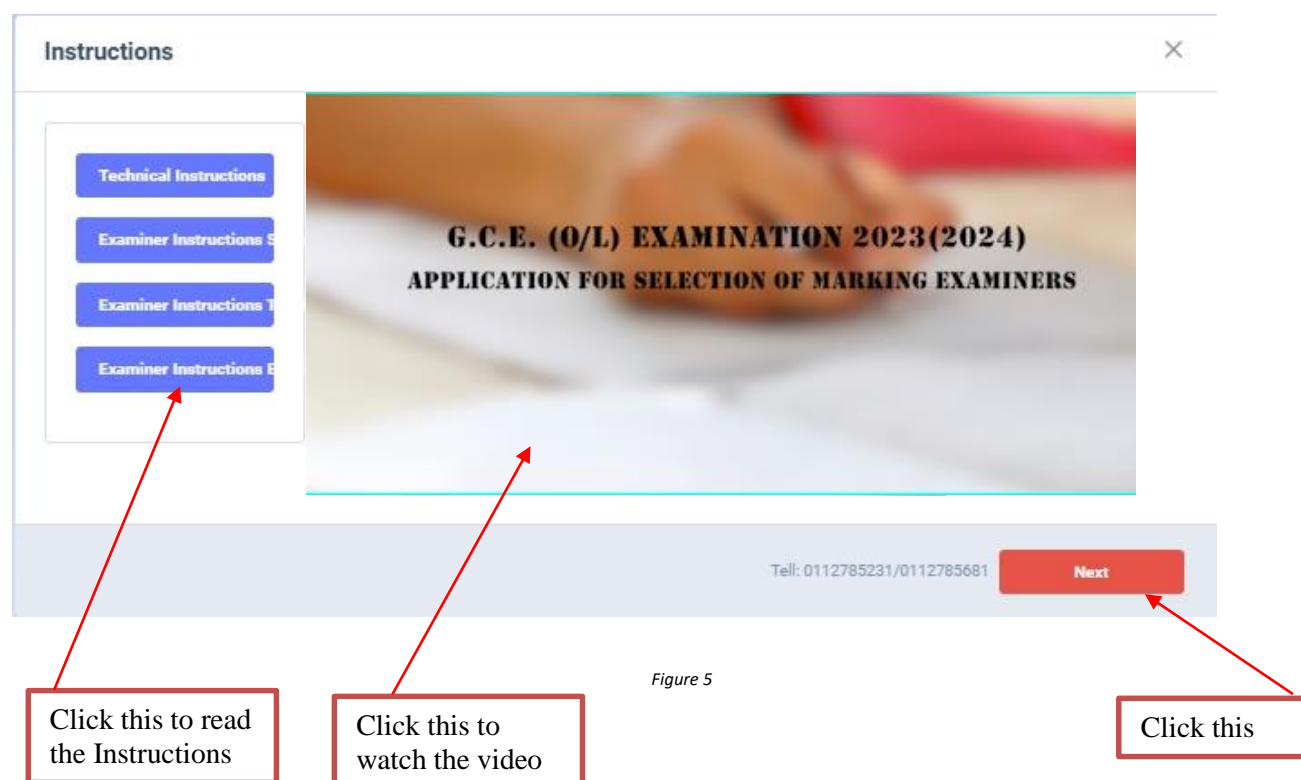 Instructions
Technical Instructions
Examiner Instructions S
Examiner Instructions T
Examiner Instructions E
G.C.E. (O/L) EXAMINATION 2023(2024)
APPLICATION FOR SELECTION OF MARKING EXAMINERS
Tell: 0112785231/0112785681
Next
Figure 5
Click this to read
the Instructions
Click this to
watch the video
Click this